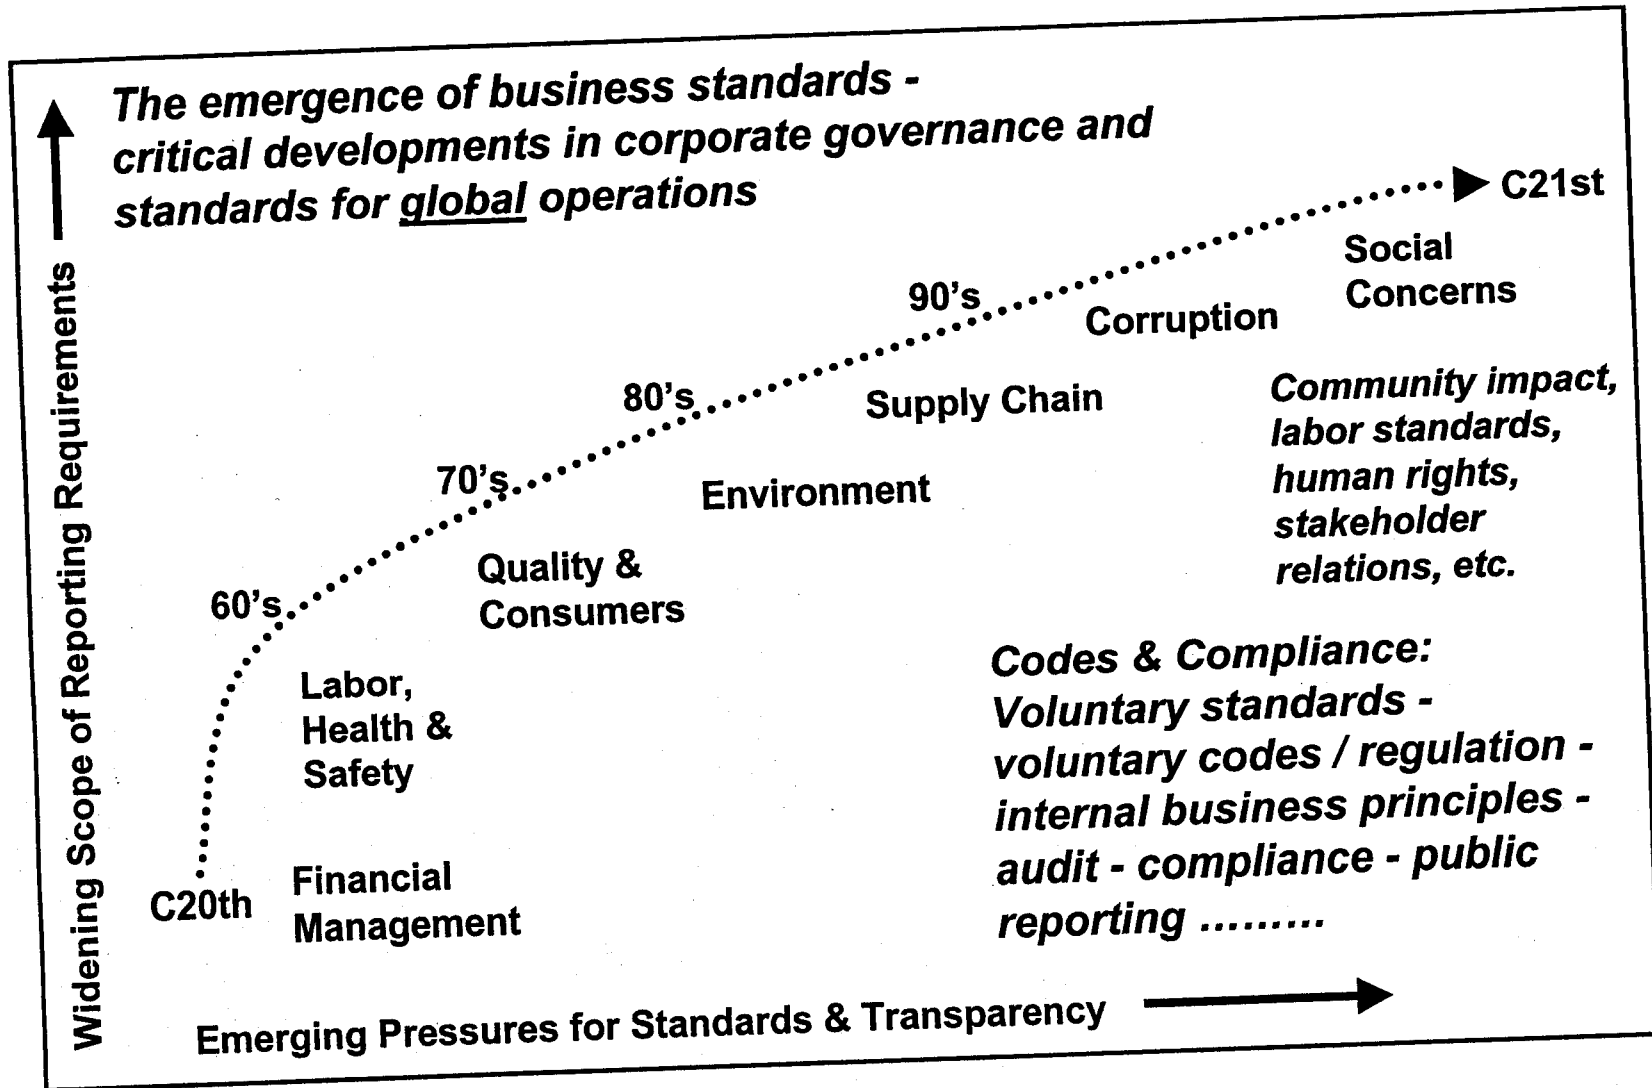 The emergence of business standards -
critical developments in corporate governance and
standards for global operations
Widening Scope of Reporting Requirements
C21st
Social
Concerns
90's
Corruption
Community impact,
labor standards,
human rights,
stakeholder
relations, etc.
80's
Supply Chain
70's
Environment
Quality &
Consumers
60's
Labor,
Health &
Safety
Codes & Compliance:
Voluntary standards -
voluntary codes / regulation -
internal business principles -
audit - compliance - public
reporting .........
C20th
Financial
Management
Emerging Pressures for Standards & Transparency